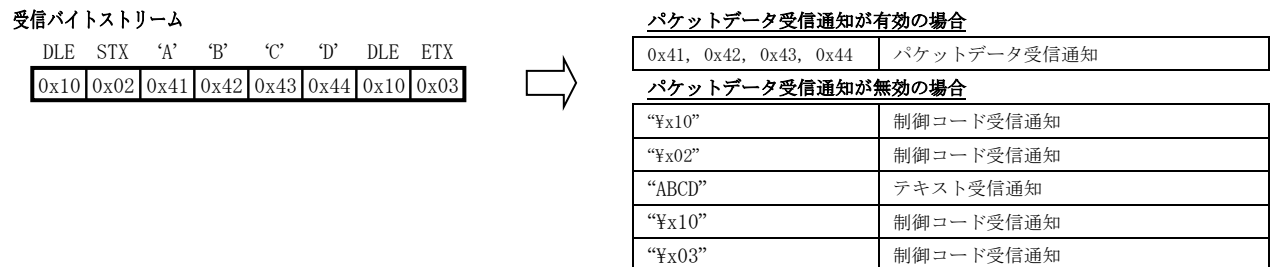 受信バイトストリーム
DLE STX ‘A’ ‘B’ ‘C’ ‘D’ DLE ETX
0x10 0x02 0x41 0x42 0x43 0x44 0x10 0x03
パケットデータ受信通知が有効の場合
0x41, 0x42, 0x43, 0x44 パケットデータ受信通知
パケットデータ受信通知が無効の場合
“¥x10” 制御コード受信通知
“¥x02” 制御コード受信通知
“ABCD” テキスト受信通知
“¥x10” 制御コード受信通知
“¥x03” 制御コード受信通知